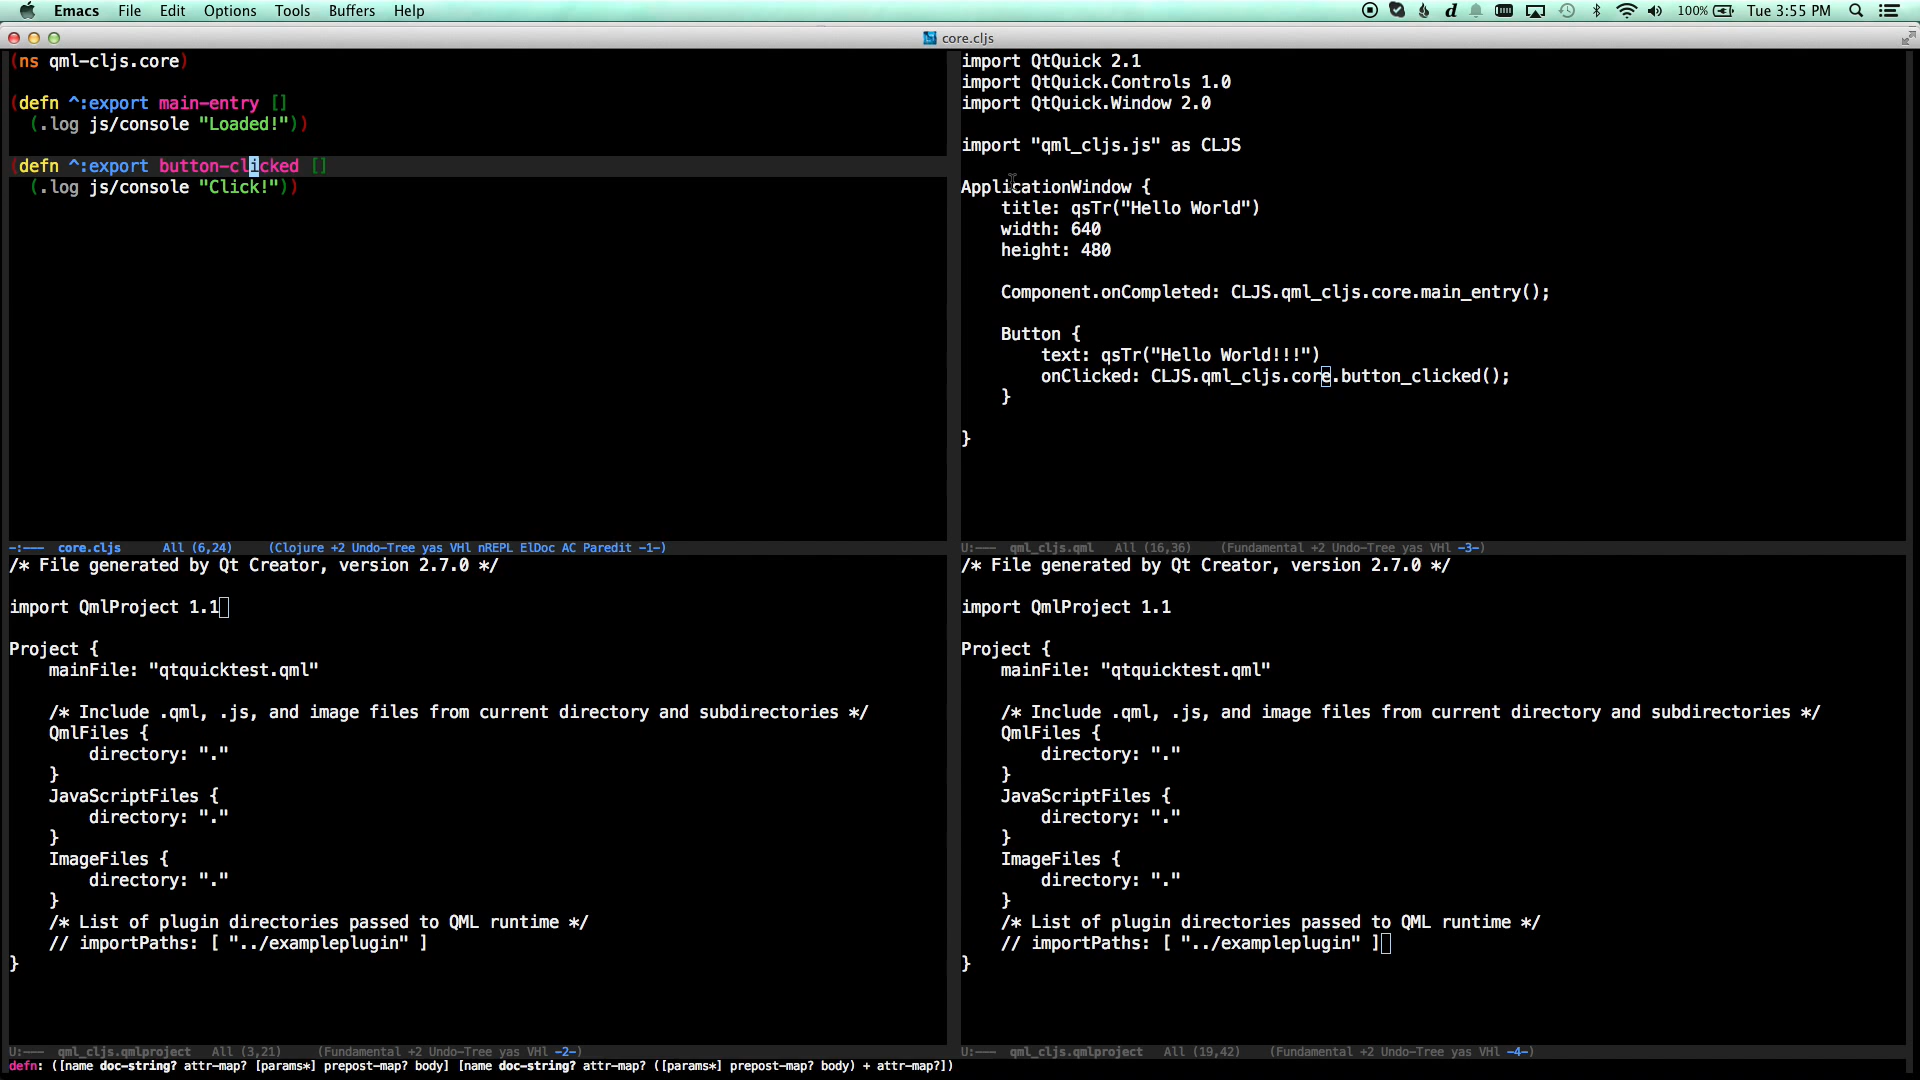 Emacs File Edit Options Tools Buffers Help
100% Tue 3:55 PM
core.cljs
(ns qml-cljs.core)
(defn ^:export main-entry []
(.log js/console "Loaded!"))
(defn ^:export button-clicked []
(.log js/console "Click!"))
-:--- core.cljs All (6,24) (Clojure +2 Undo-Tree yas VHl nREPL ElDoc AC Paredit -1-)
import QtQuick 2.1
import QtQuick.Controls 1.0
import QtQuick.Window 2.0
import "qml_cljs.js" as CLJS
ApplicationWindow {
title: qsTr("Hello World")
width: 640
height: 480
Component.onCompleted: CLJS.qml_cljs.core.main_entry();
Button {
text: qsTr("Hello World!!!")
onClicked: CLJS.qml_cljs.core.button_clicked();
}
}
U:--- qml_cljs.qml All (16,36) (Fundamental +2 Undo-Tree yas VHl -3-)
/* File generated by Qt Creator, version 2.7.0 */
import QmlProject 1.1
Project {
mainFile: "qtquicktest.qml"
/* Include .qml, .js, and image files from current directory and subdirectories */
QmlFiles {
directory: "."
}
JavaScriptFiles {
directory: "."
}
ImageFiles {
directory: "."
}
/* List of plugin directories passed to QML runtime */
// importPaths: [ "../exampleplugin" ]
}
U:--- qml_cljs.qmlproject All (3,21) (Fundamental +2 Undo-Tree yas VHl -2-)
/* File generated by Qt Creator, version 2.7.0 */
import QmlProject 1.1
Project {
mainFile: "qtquicktest.qml"
/* Include .qml, .js, and image files from current directory and subdirectories */
QmlFiles {
directory: "."
}
JavaScriptFiles {
directory: "."
}
ImageFiles {
directory: "."
}
/* List of plugin directories passed to QML runtime */
// importPaths: [ "../exampleplugin" ]
}
U:--- qml_cljs.qmlproject All (19,42) (Fundamental +2 Undo-Tree yas VHl -4-)
defn: ([name doc-string? attr-map? [params*] prepost-map? body] [name doc-string? attr-map? ([params*] prepost-map? body) + attr-map?])